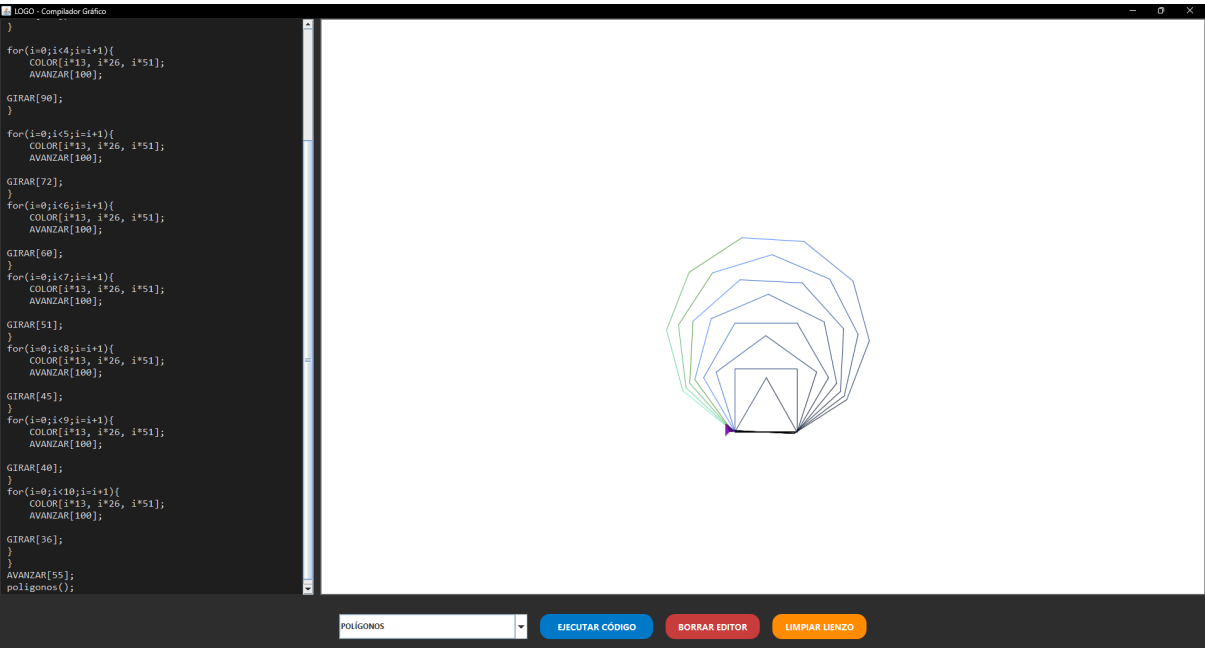 LOGO - Compilador Gráfico
}
for(i=0;i<4;i=i+1){
COLOR[i*13, i*26, i*51];
AVANZAR[100];
GIRAR[90];
}
for(i=0;i<5;i=i+1){
COLOR[i*13, i*26, i*51];
AVANZAR[100];
GIRAR[72];
}
for(i=0;i<6;i=i+1){
COLOR[i*13, i*26, i*51];
AVANZAR[100];
GIRAR[60];
}
for(i=0;i<7;i=i+1){
COLOR[i*13, i*26, i*51];
AVANZAR[100];
GIRAR[51];
}
for(i=0;i<8;i=i+1){
COLOR[i*13, i*26, i*51];
AVANZAR[100];
GIRAR[45];
}
for(i=0;i<9;i=i+1){
COLOR[i*13, i*26, i*51];
AVANZAR[100];
GIRAR[40];
}
for(i=0;i<10;i=i+1){
COLOR[i*13, i*26, i*51];
AVANZAR[100];
GIRAR[36];
}
}
AVANZAR[55];
poligonos();
POLÍGONOS
EJECUTAR CÓDIGO
BORRAR EDITOR
LIMPIAR LIENZO